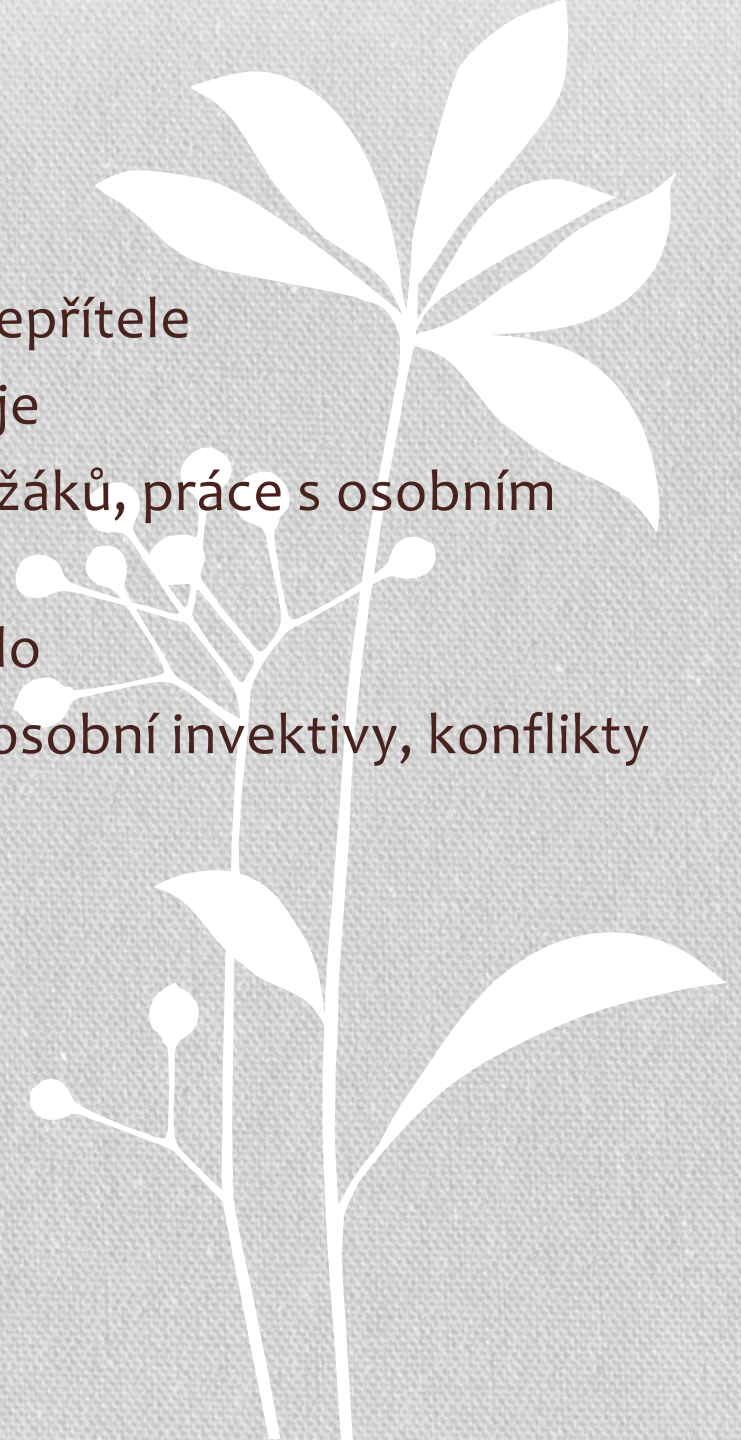 epřítele
je
žáků, práce s osobním
lo
osobní invektivy, konflikty